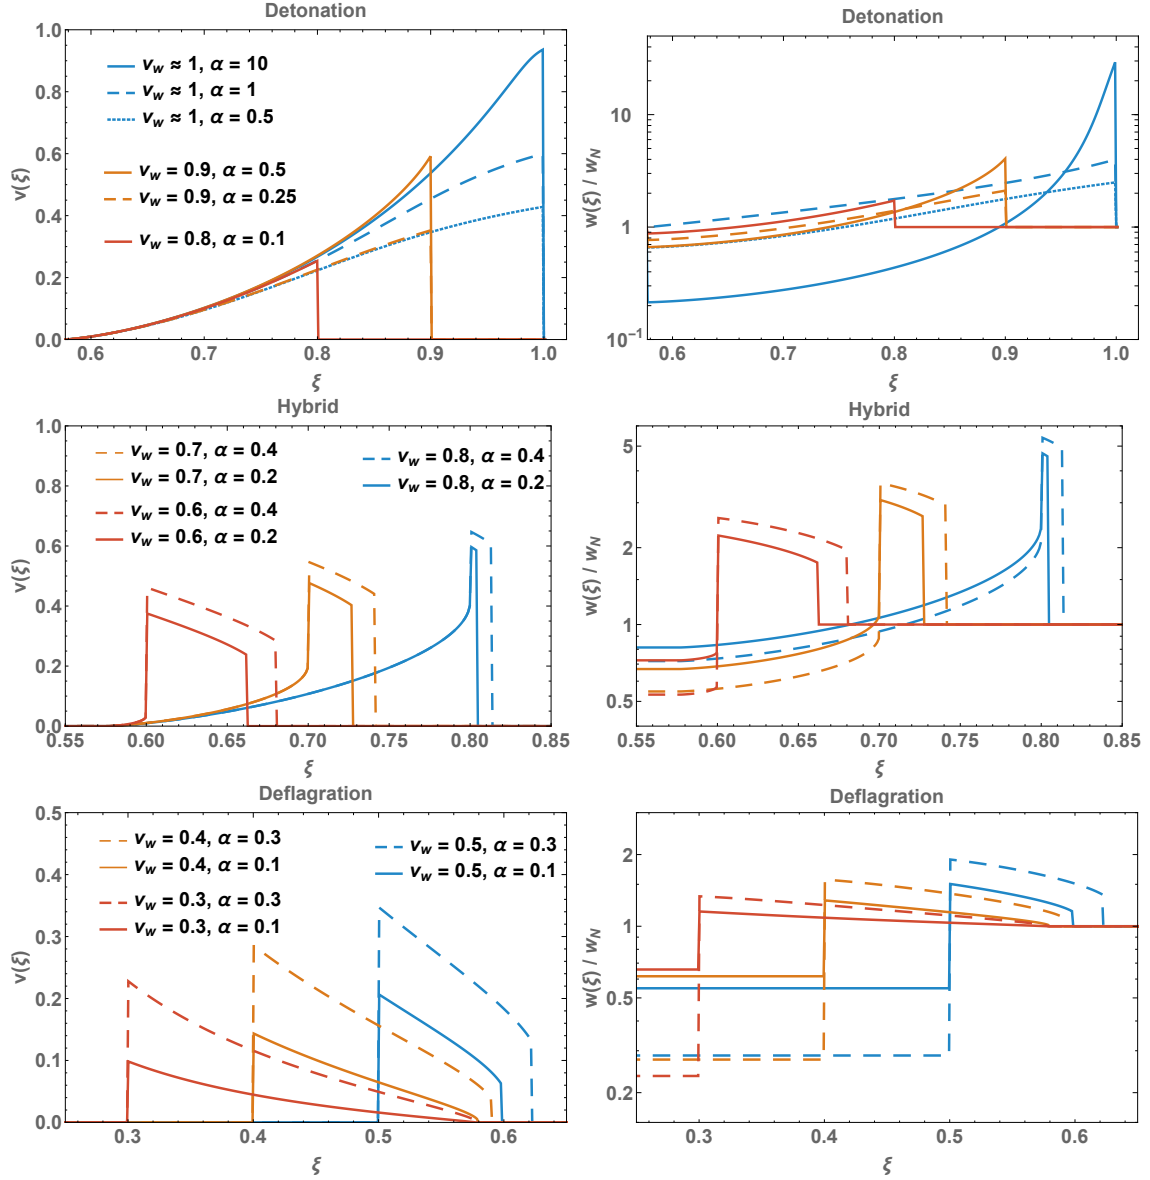 Detonation
1.0
0.8
0.6
0.4
0.2
0.0
v(ξ)
v_w ≈ 1, α = 10
v_w ≈ 1, α = 1
v_w ≈ 1, α = 0.5
v_w = 0.9, α = 0.5
v_w = 0.9, α = 0.25
v_w = 0.8, α = 0.1
0.6 0.7 0.8 0.9 1.0
ξ
Detonation
10
1
10⁻¹
w(ξ) / w_N
0.6 0.7 0.8 0.9 1.0
ξ
Hybrid
1.0
0.8
0.6
0.4
0.2
0.0
v(ξ)
v_w = 0.7, α = 0.4
v_w = 0.7, α = 0.2
v_w = 0.6, α = 0.4
v_w = 0.6, α = 0.2
v_w = 0.8, α = 0.4
v_w = 0.8, α = 0.2
0.55 0.60 0.65 0.70 0.75 0.80 0.85
ξ
Hybrid
5
2
1
0.5
w(ξ) / w_N
0.55 0.60 0.65 0.70 0.75 0.80 0.85
ξ
Deflagration
0.5
0.4
0.3
0.2
0.1
0.0
v(ξ)
v_w = 0.4, α = 0.3
v_w = 0.4, α = 0.1
v_w = 0.3, α = 0.3
v_w = 0.3, α = 0.1
v_w = 0.5, α = 0.3
v_w = 0.5, α = 0.1
0.3 0.4 0.5 0.6
ξ
Deflagration
2
1
0.5
0.2
w(ξ) / w_N
0.3 0.4 0.5 0.6
ξ